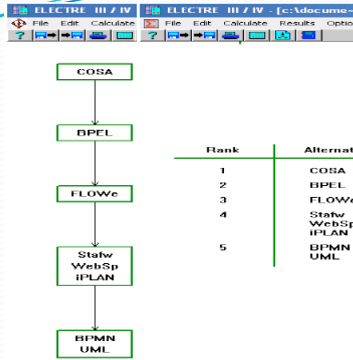 ELECTRE III / IV
File Edit Calculate
ELECTRE III / IV - [c:\docume
File Edit Calculate Results Optio
COSA
BPEL
FLOWe
Stafw
WebSp
iPLAN
BPMN
UML
Rank Alternat
1 COSA
2 BPEL
3 FLOWe
4 Stafw
WebSp
iPLAN
5 BPMN
UML